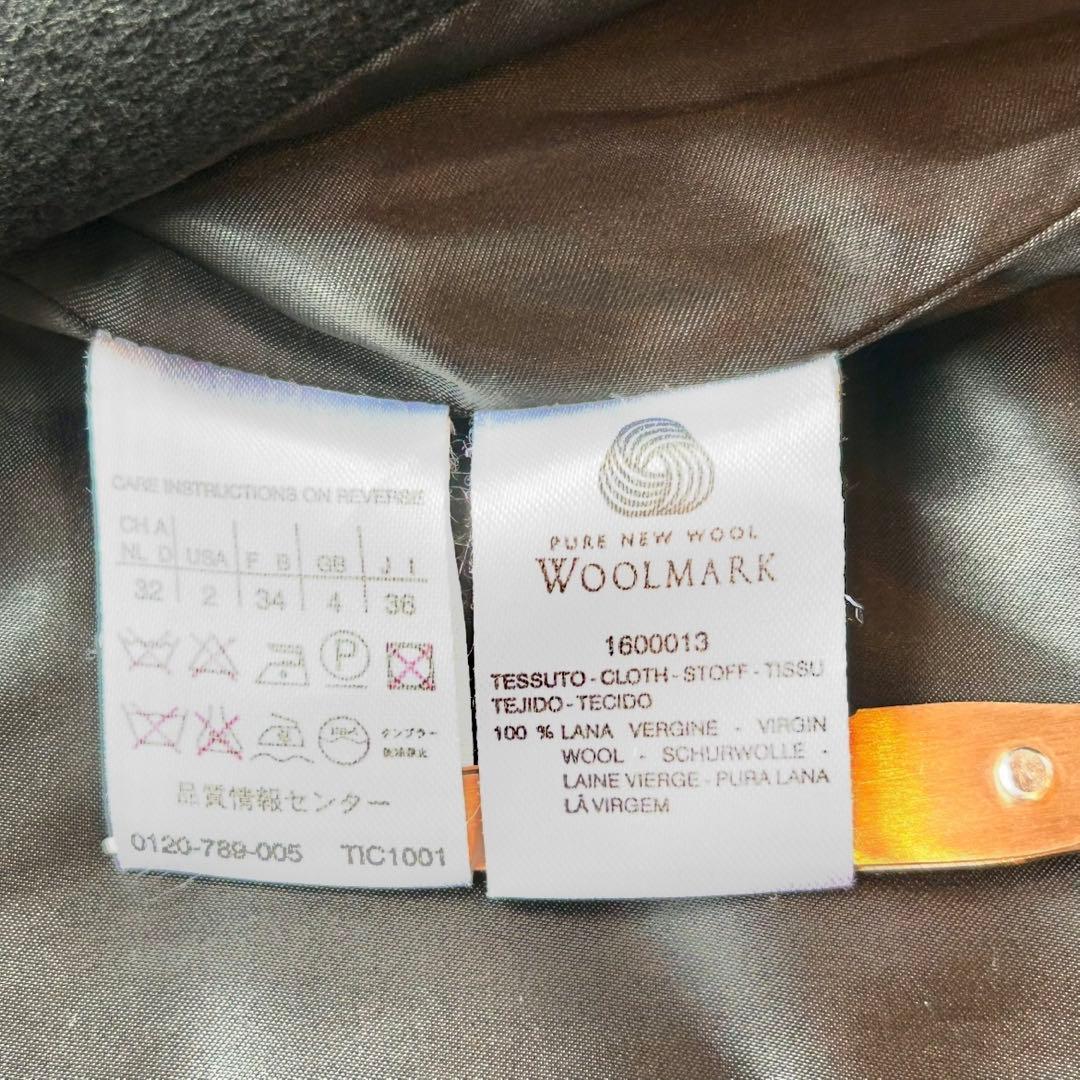 CARE INSTRUCTIONS ON REVERSE
CH A
NL D USA F B GB J I
32 2 34 4 36
P
タンブラー
乾燥禁止
品質情報センター
0120-789-005 TIC1001
PURE NEW WOOL
WOOLMARK
1600013
TESSUTO - CLOTH - STOFF - TISSU
TEJIDO - TECIDO
100 % LANA VERGINE - VIRGIN
WOOL - SCHURWOLLE -
LAINE VIERGE - PURA LANA
LÃ VIRGEM